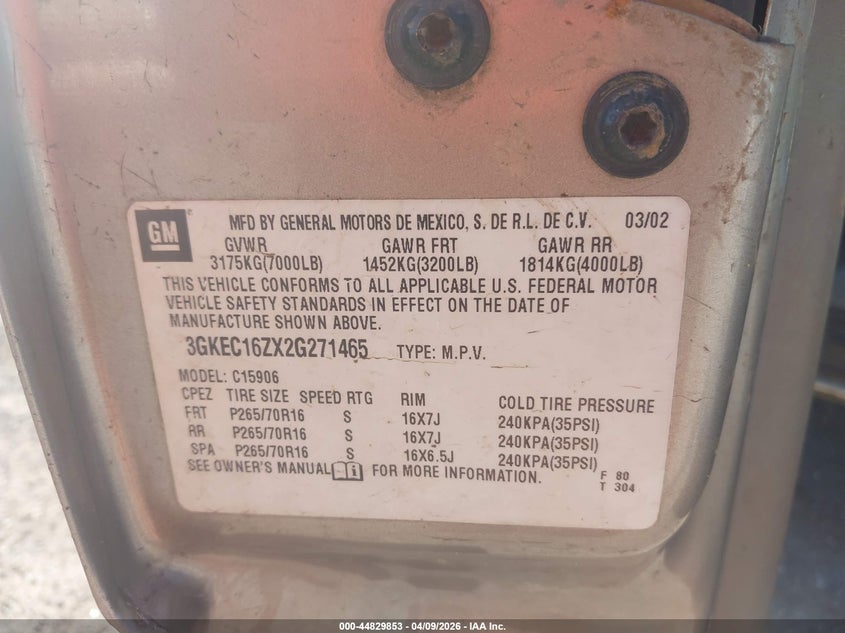 GM
MFD BY GENERAL MOTORS DE MEXICO, S. DE R.L. DE C.V. 03/02
GVWR GAWR FRT GAWR RR
3175KG(7000LB) 1452KG(3200LB) 1814KG(4000LB)
THIS VEHICLE CONFORMS TO ALL APPLICABLE U.S. FEDERAL MOTOR
VEHICLE SAFETY STANDARDS IN EFFECT ON THE DATE OF
MANUFACTURE SHOWN ABOVE.
3GKEC16ZX2G271465 TYPE: M.P.V.
MODEL: C15906
CPEZ TIRE SIZE SPEED RTG RIM COLD TIRE PRESSURE
FRT P265/70R16 S 16X7J 240KPA(35PSI)
RR P265/70R16 S 16X7J 240KPA(35PSI)
SPA P265/70R16 S 16X6.5J 240KPA(35PSI)
SEE OWNER'S MANUAL FOR MORE INFORMATION. F 80
T 304
000-44829853 - 04/09/2026 - IAA Inc.